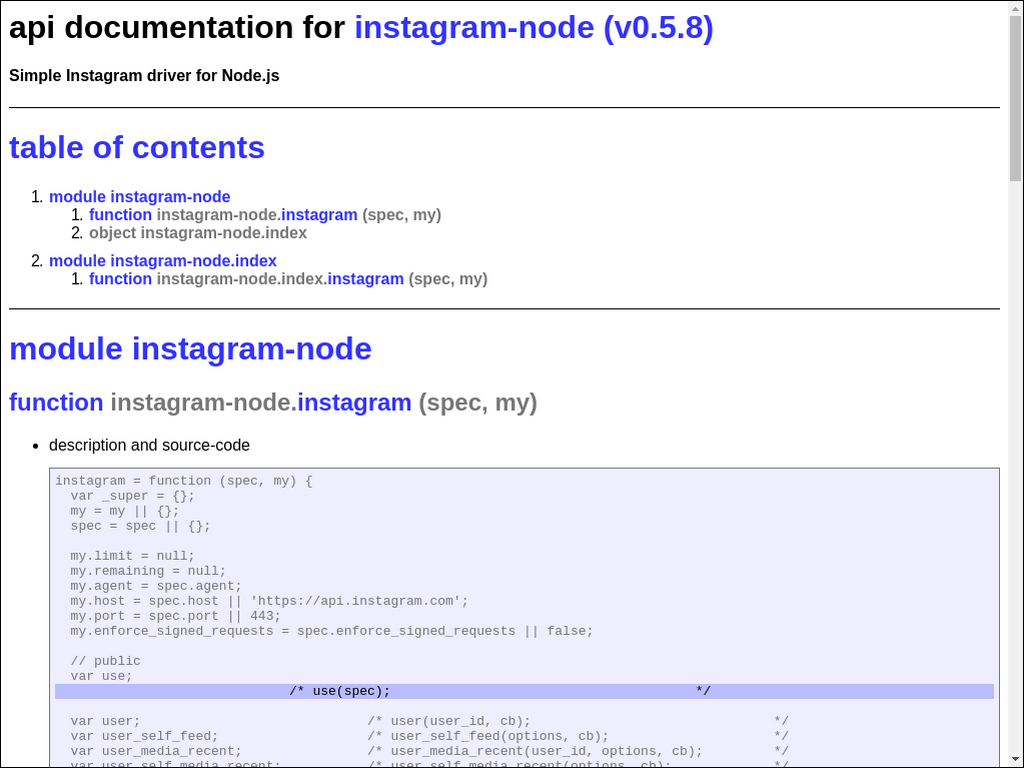 api documentation for instagram-node (v0.5.8)
Simple Instagram driver for Node.js
table of contents
1. module instagram-node
1. function instagram-node.instagram (spec, my)
2. object instagram-node.index
2. module instagram-node.index
1. function instagram-node.index.instagram (spec, my)
module instagram-node
function instagram-node.instagram (spec, my)
• description and source-code
instagram = function (spec, my) {
  var _super = {};
  my = my || {};
  spec = spec || {};
  my.limit = null;
  my.remaining = null;
  my.agent = spec.agent;
  my.host = spec.host || 'https://api.instagram.com';
  my.port = spec.port || 443;
  my.enforce_signed_requests = spec.enforce_signed_requests || false;
  // public
  var use;
                              /* use(spec);                                       */
  var user;                             /* user(user_id, cb);                               */
  var user_self_feed;                   /* user_self_feed(options, cb);                     */
  var user_media_recent;                /* user_media_recent(user_id, options, cb);         */
  var user_self_media_recent;           /* user_self_media_recent(options, cb);             */